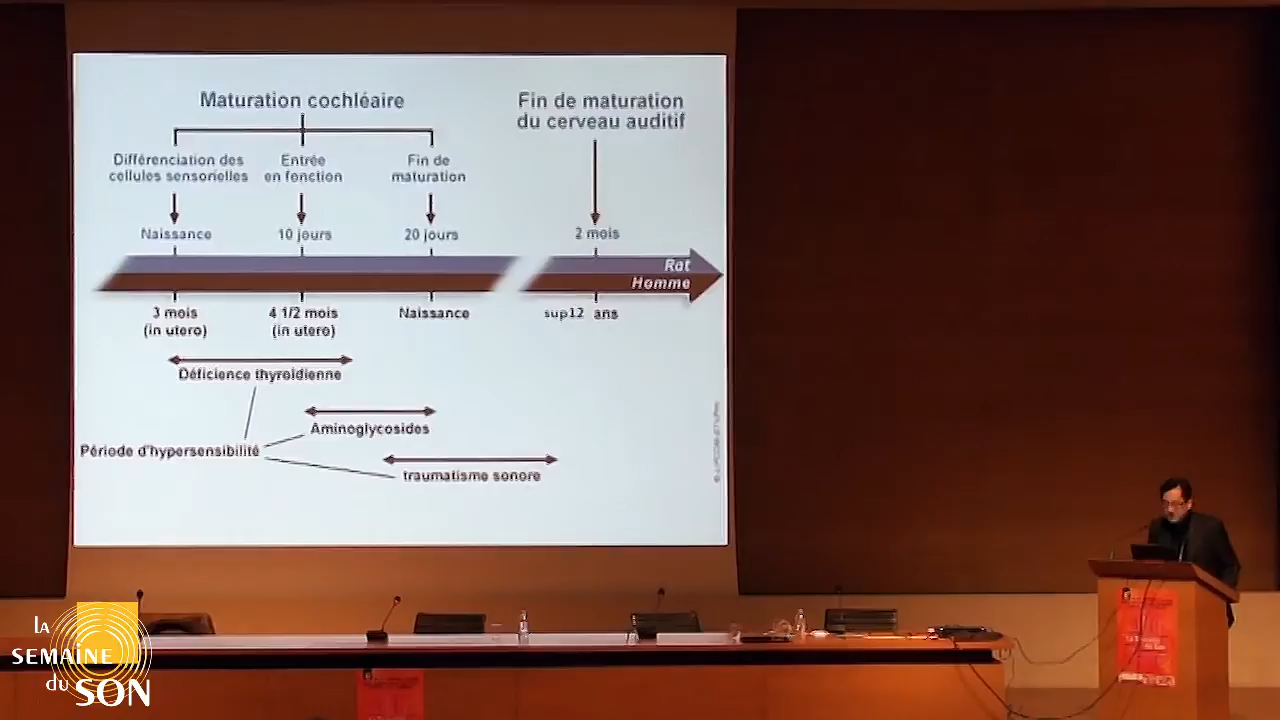 Maturation cochléaire
Fin de maturation
du cerveau auditif
Différenciation des
cellules sensorielles
Entrée
en fonction
Fin de
maturation
Naissance
10 jours
20 jours
2 mois
Rat
Homme
3 mois
(in utero)
4 1/2 mois
(in utero)
Naissance
sup12 ans
Déficience thyroïdienne
Aminoglycosides
Période d'hypersensibilité
traumatisme sonore
LA
SEMAINE
du SON